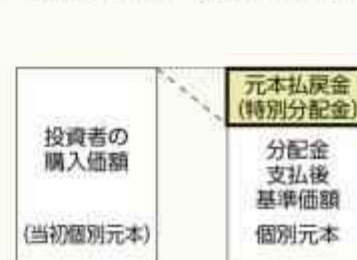 投資者の
購入価額
(当初個別元本)
元本払戻金
(特別分配金)
分配金
支払後
基準価額
個別元本